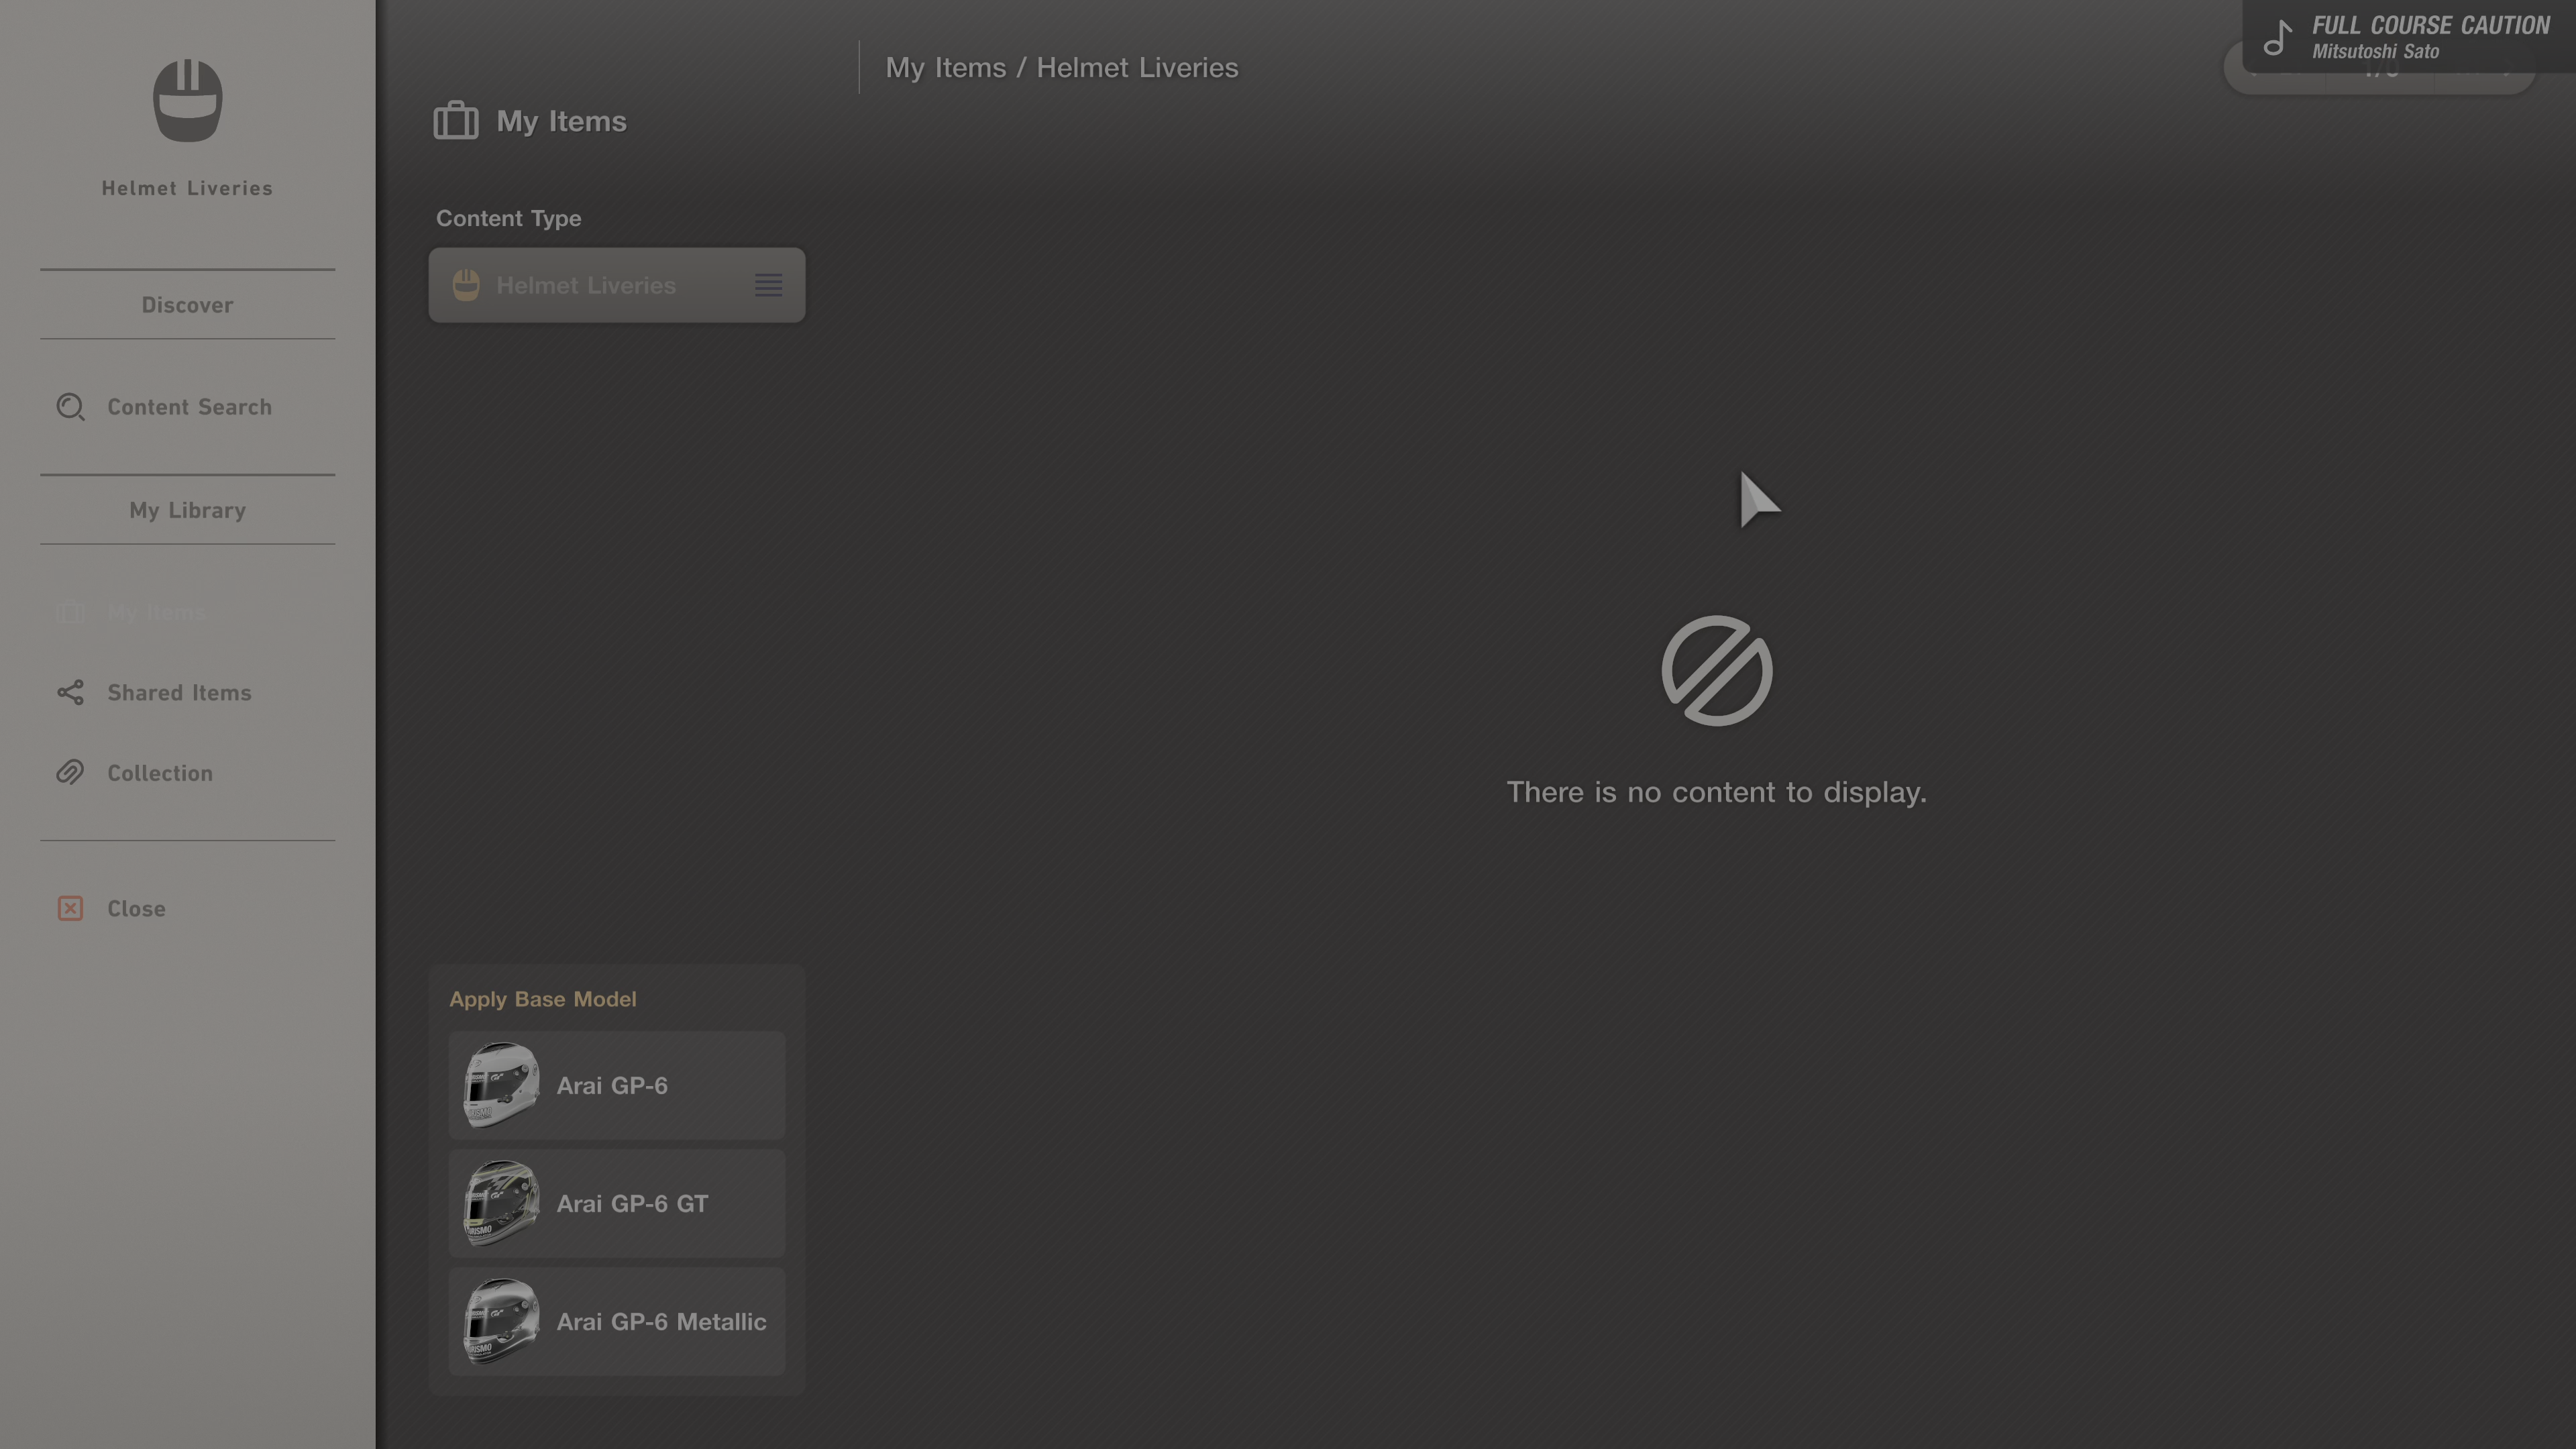 Helmet Liveries
Discover
Content Search
My Library
My Items
Shared Items
Collection
Close
My Items
Content Type
Helmet Liveries
Apply Base Model
Arai GP-6
Arai GP-6 GT
Arai GP-6 Metallic
My Items / Helmet Liveries
There is no content to display.
FULL COURSE CAUTION
Mitsutoshi Sato